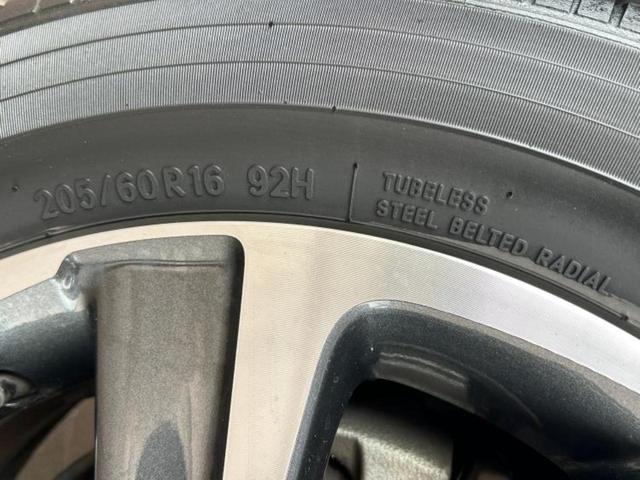 205/60R16 92H
TUBELESS
STEEL BELTED RADIAL